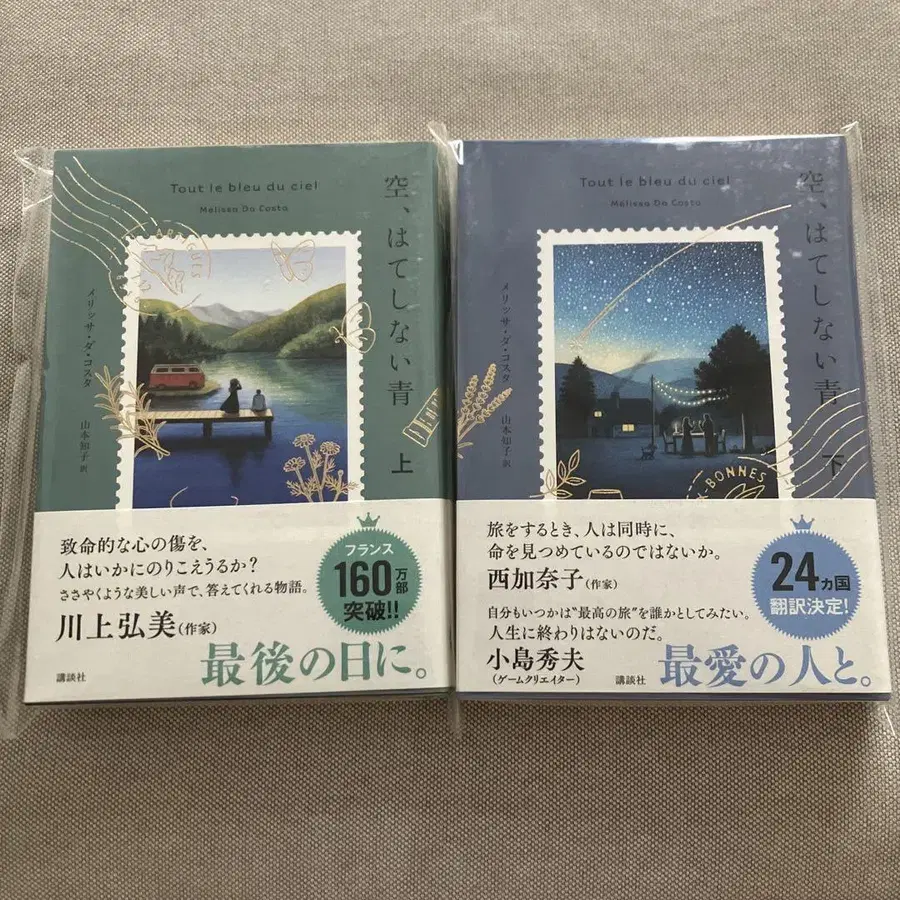 Tout le bleu du ciel
Mélissa Da Costa
空、はてしない青 上
メリッサ・ダ・コスタ
山本知子 訳
致命的な心の傷を、
人はいかにのりこえうるか?
ささやくような美しい声で、答えてくれる物語。
川上弘美(作家)
フランス
160万部
突破!!
最後の日に。
講談社
Tout le bleu du ciel
Mélissa Da Costa
空、はてしない青 下
メリッサ・ダ・コスタ
山本知子 訳
BONNES
旅をするとき、人は同時に、
命を見つめているのではないか。
西加奈子(作家)
自分もいつかは“最高の旅”を誰かとしてみたい。
人生に終わりはないのだ。
小島秀夫
(ゲームクリエイター)
24カ国
翻訳決定!
最愛の人と。
講談社